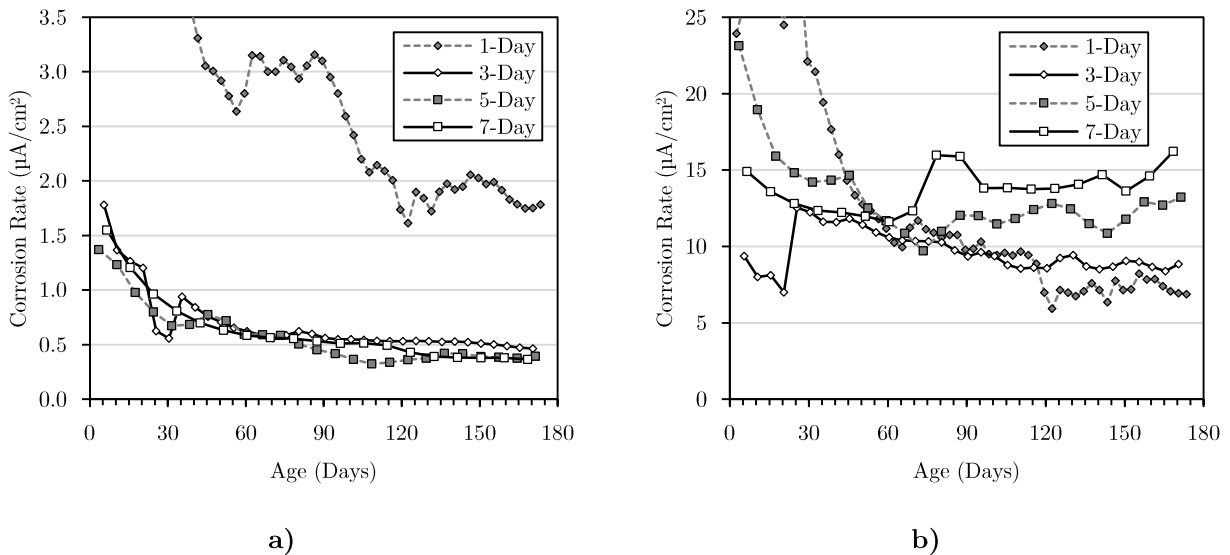 3.5
3.0
2.5
2.0
1.5
1.0
0.5
0.0
Corrosion Rate (µA/cm²)
1-Day
3-Day
5-Day
7-Day
0 30 60 90 120 150 180
Age (Days)
a)
25
20
15
10
5
0
Corrosion Rate (µA/cm²)
1-Day
3-Day
5-Day
7-Day
0 30 60 90 120 150 180
Age (Days)
b)